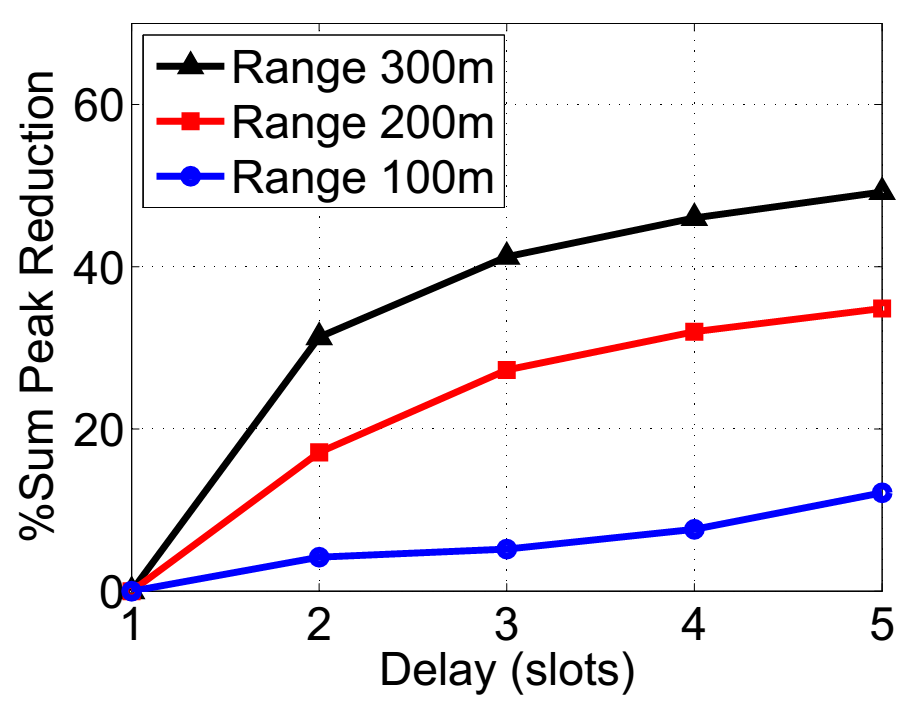 Range 300m
Range 200m
Range 100m
%Sum Peak Reduction
60
40
20
0
1 2 3 4 5
Delay (slots)